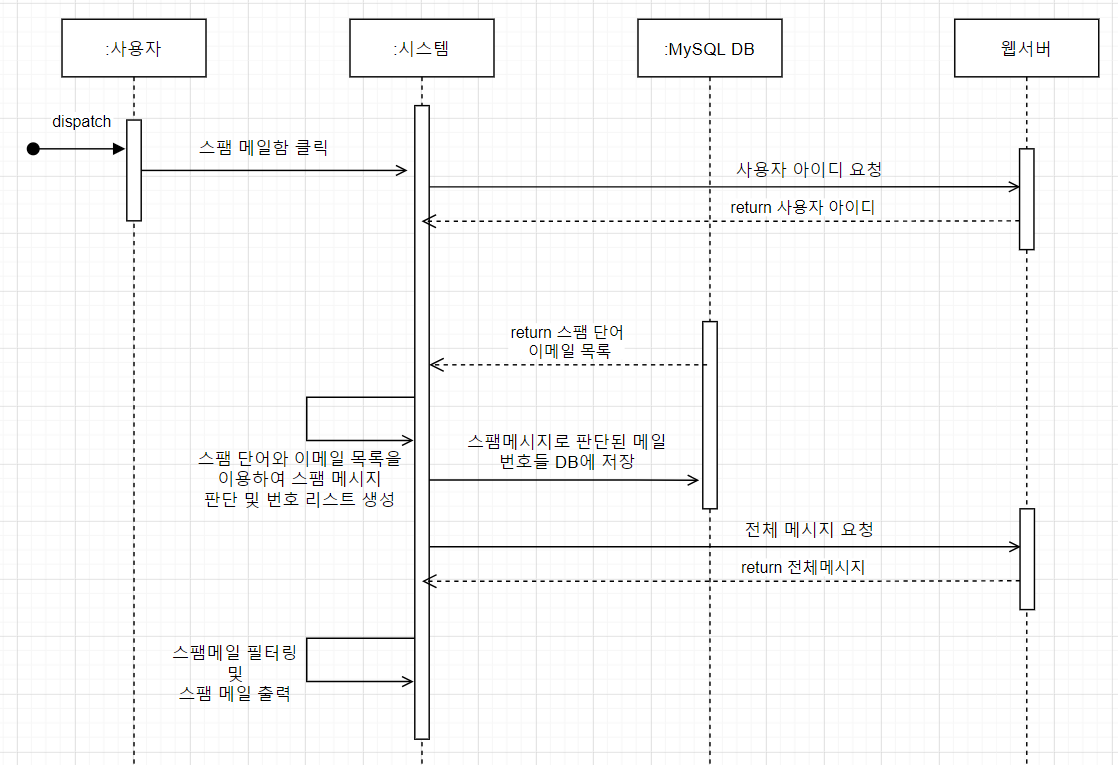 :사용자
:시스템
:MySQL DB
웹서버
dispatch
스팸 메일함 클릭
사용자 아이디 요청
return 사용자 아이디
return 스팸 단어
이메일 목록
스팸메시지로 판단된 메일
번호들 DB에 저장
스팸 단어와 이메일 목록을
이용하여 스팸 메시지
판단 및 번호 리스트 생성
전체 메시지 요청
return 전체메시지
스팸메일 필터링
및
스팸 메일 출력